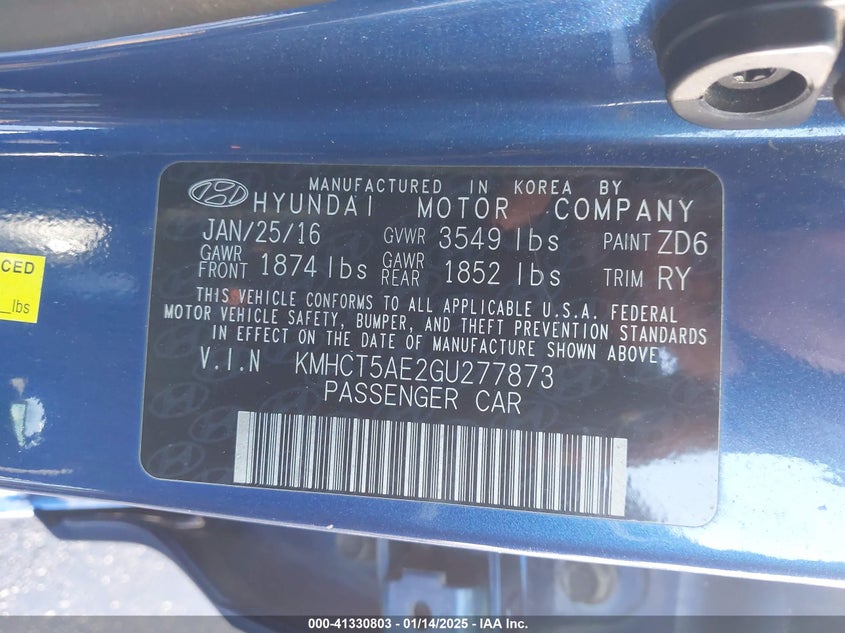 MANUFACTURED IN KOREA BY
HYUNDAI MOTOR COMPANY
JAN/25/16 GVWR 3549 lbs PAINT ZD6
GAWR FRONT 1874 lbs GAWR REAR 1852 lbs TRIM RY
THIS VEHICLE CONFORMS TO ALL APPLICABLE U.S.A. FEDERAL
MOTOR VEHICLE SAFETY, BUMPER, AND THEFT PREVENTION STANDARDS
IN EFFECT ON THE DATE OF MANUFACTURE SHOWN ABOVE.
V.I.N KMHCT5AE2GU277873
PASSENGER CAR
CED
lbs
000-41330803 - 01/14/2025 - IAA Inc.